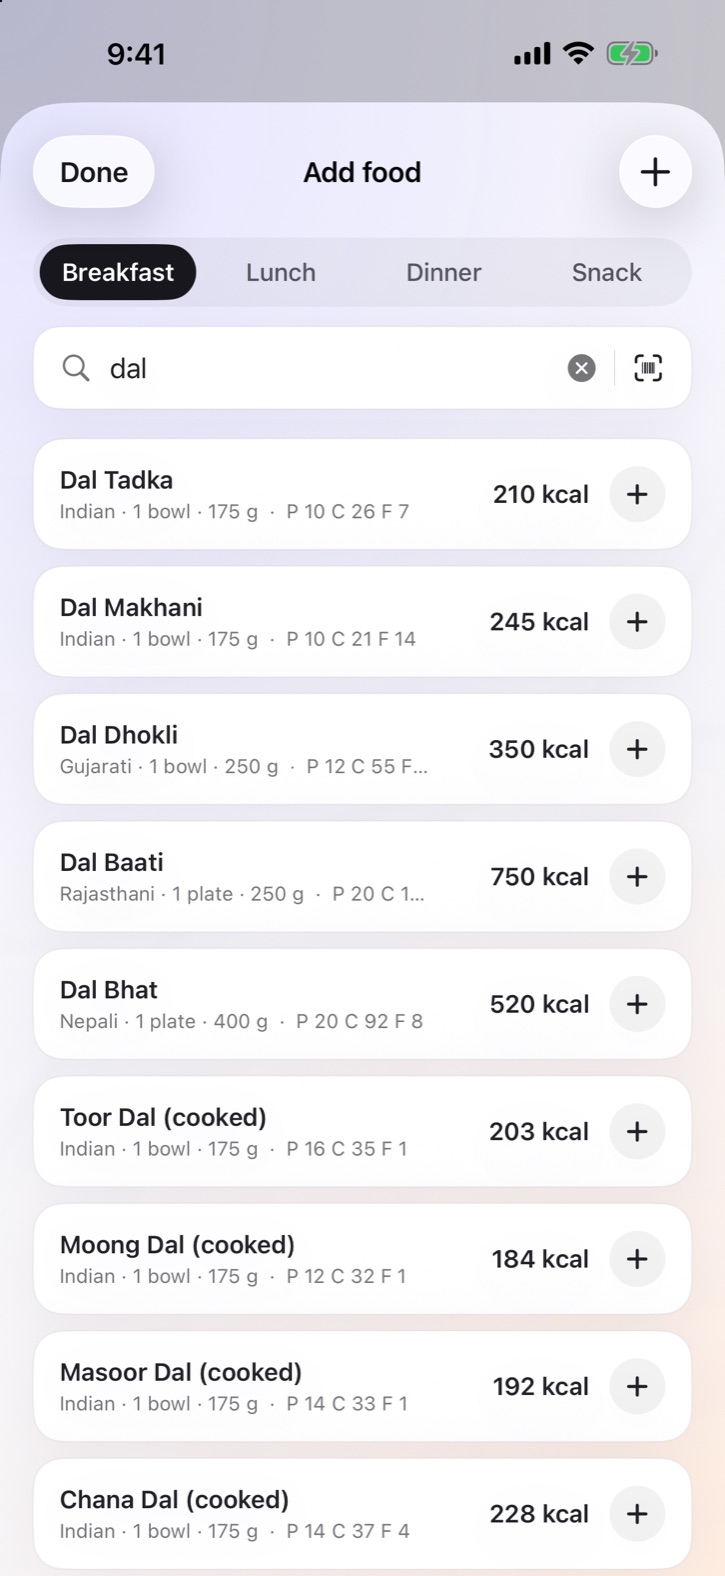 9:41
Done
Add food
Breakfast
Lunch
Dinner
Snack
dal
Dal Tadka
Indian · 1 bowl · 175 g · P 10 C 26 F 7
210 kcal
Dal Makhani
Indian · 1 bowl · 175 g · P 10 C 21 F 14
245 kcal
Dal Dhokli
Gujarati · 1 bowl · 250 g · P 12 C 55 F...
350 kcal
Dal Baati
Rajasthani · 1 plate · 250 g · P 20 C 1...
750 kcal
Dal Bhat
Nepali · 1 plate · 400 g · P 20 C 92 F 8
520 kcal
Toor Dal (cooked)
Indian · 1 bowl · 175 g · P 16 C 35 F 1
203 kcal
Moong Dal (cooked)
Indian · 1 bowl · 175 g · P 12 C 32 F 1
184 kcal
Masoor Dal (cooked)
Indian · 1 bowl · 175 g · P 14 C 33 F 1
192 kcal
Chana Dal (cooked)
Indian · 1 bowl · 175 g · P 14 C 37 F 4
228 kcal